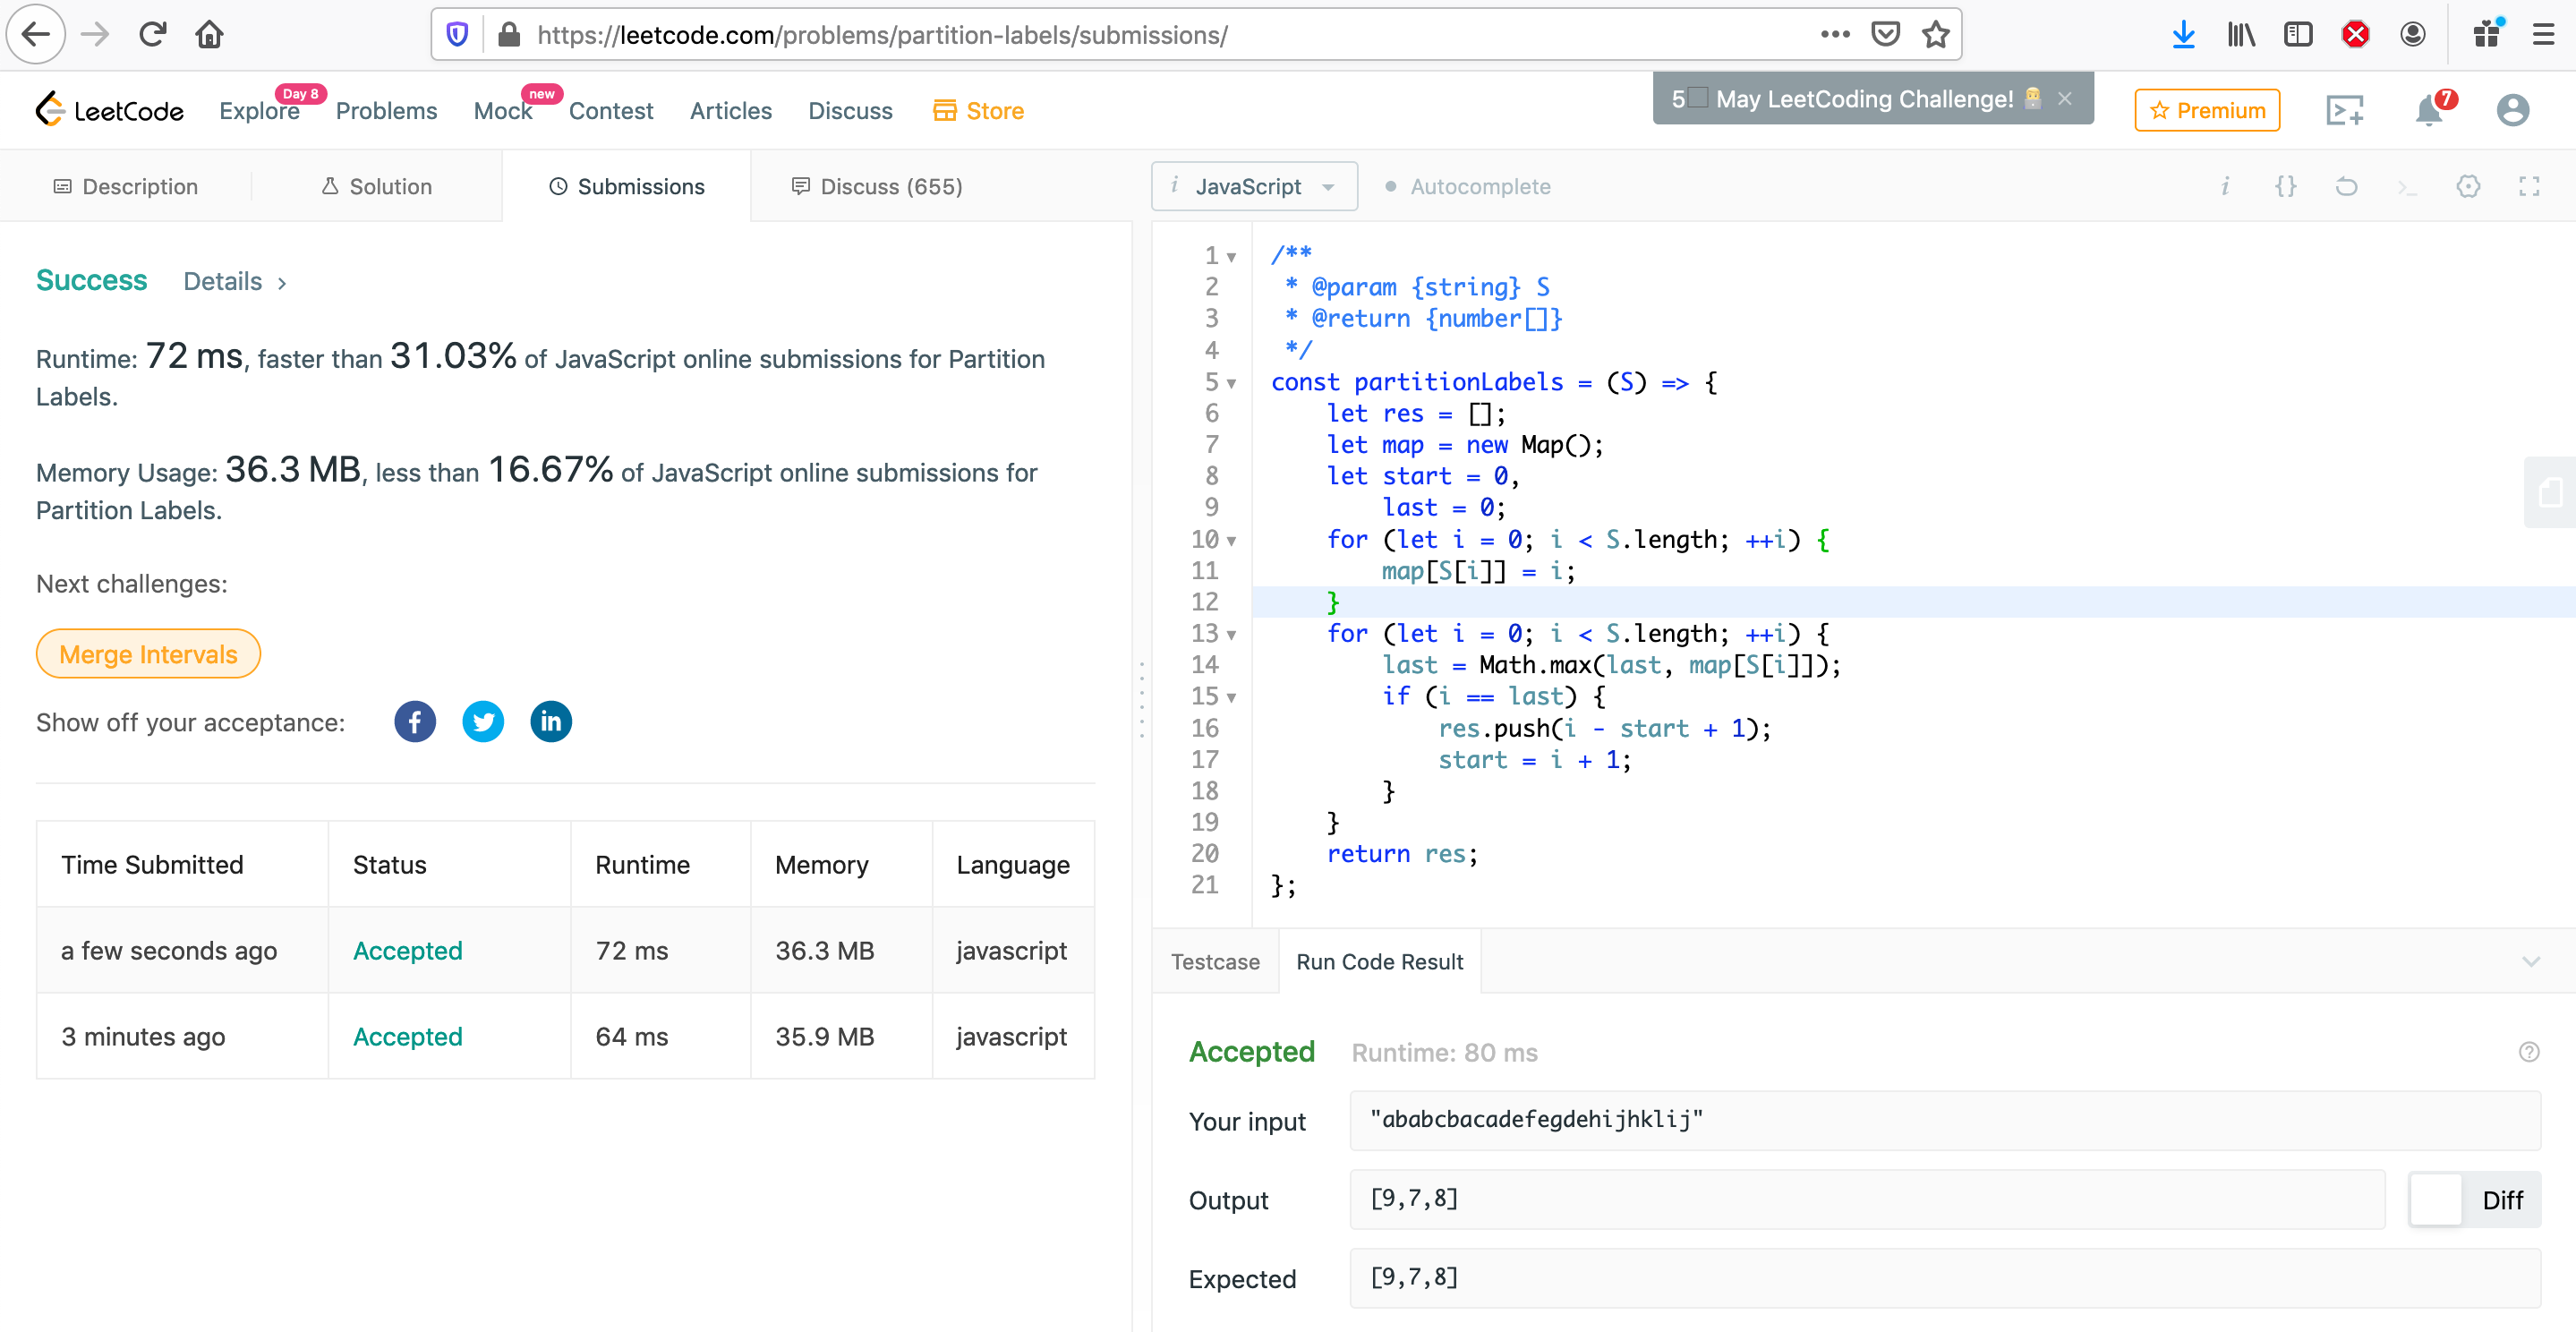 https://leetcode.com/problems/partition-labels/submissions/
LeetCode
Explore
Day 8
Problems
Mock
new
Contest
Articles
Discuss
Store
5 May LeetCoding Challenge!
Premium
7
Description
Solution
Submissions
Discuss (655)
i JavaScript
Autocomplete
Success Details
Runtime: 72 ms, faster than 31.03% of JavaScript online submissions for Partition
Labels.
Memory Usage: 36.3 MB, less than 16.67% of JavaScript online submissions for
Partition Labels.
Next challenges:
Merge Intervals
Show off your acceptance:
Time Submitted Status Runtime Memory Language
a few seconds ago Accepted 72 ms 36.3 MB javascript
3 minutes ago Accepted 64 ms 35.9 MB javascript
1 /**
2  * @param {string} S
3  * @return {number[]}
4  */
5 const partitionLabels = (S) => {
6     let res = [];
7     let map = new Map();
8     let start = 0,
9         last = 0;
10     for (let i = 0; i < S.length; ++i) {
11         map[S[i]] = i;
12     }
13     for (let i = 0; i < S.length; ++i) {
14         last = Math.max(last, map[S[i]]);
15         if (i == last) {
16             res.push(i - start + 1);
17             start = i + 1;
18         }
19     }
20     return res;
21 };
Testcase
Run Code Result
Accepted Runtime: 80 ms
Your input "ababcbacadefegdehijhklij"
Output [9,7,8] Diff
Expected [9,7,8]